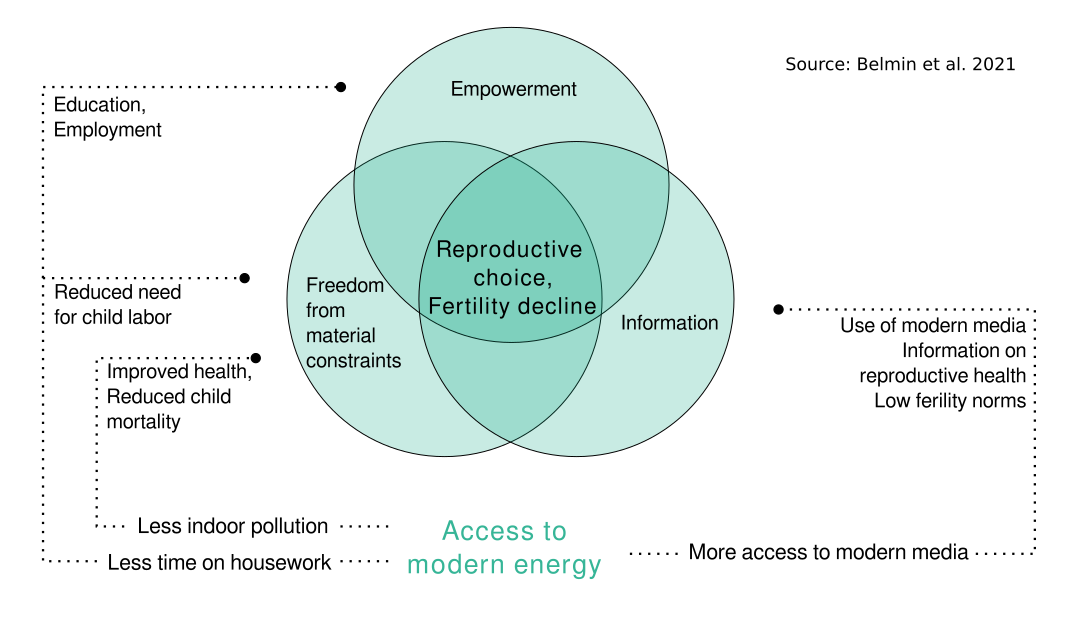 Source: Belmin et al. 2021
Empowerment
Education,
Employment
Reproductive
choice,
Fertility decline
Freedom
from
material
constraints
Information
Reduced need
for child labor
Improved health,
Reduced child
mortality
Use of modern media
Information on
reproductive health
Low ferility norms
Less indoor pollution
Less time on housework
Access to
modern energy
More access to modern media